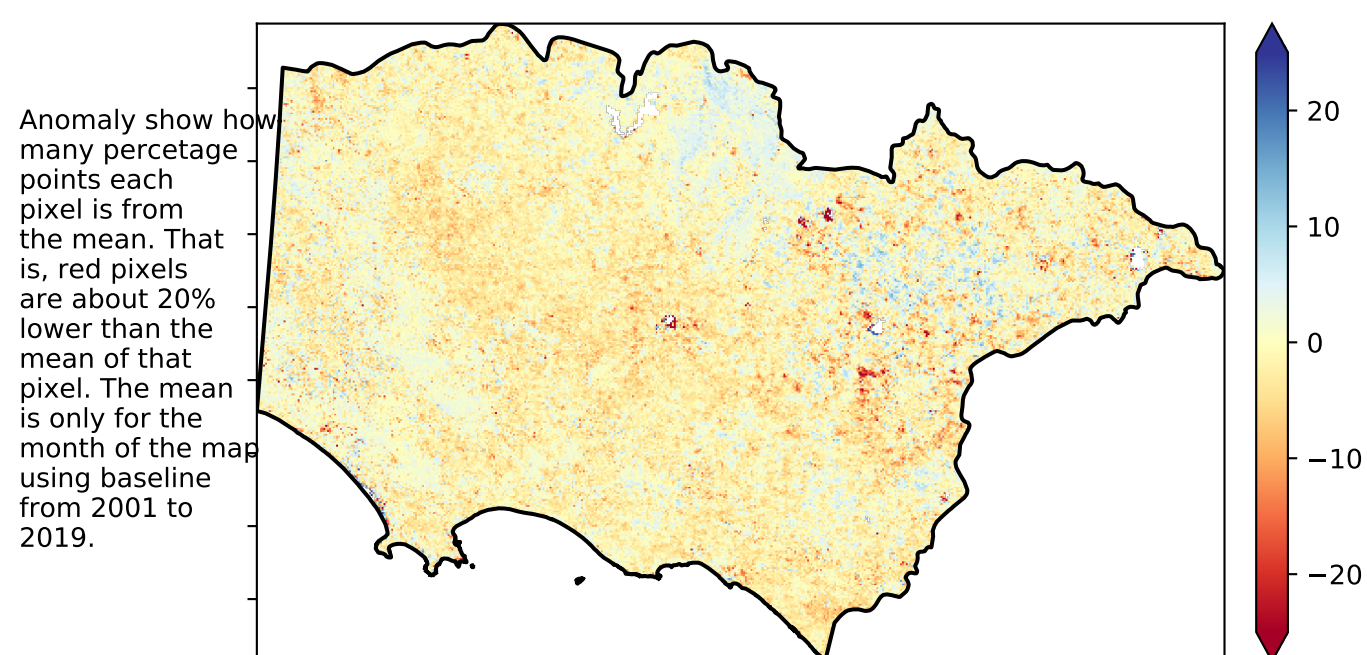 Anomaly show how
many percetage
points each
pixel is from
the mean. That
is, red pixels
are about 20%
lower than the
mean of that
pixel. The mean
is only for the
month of the map
using baseline
from 2001 to
2019.
20
10
0
−10
−20